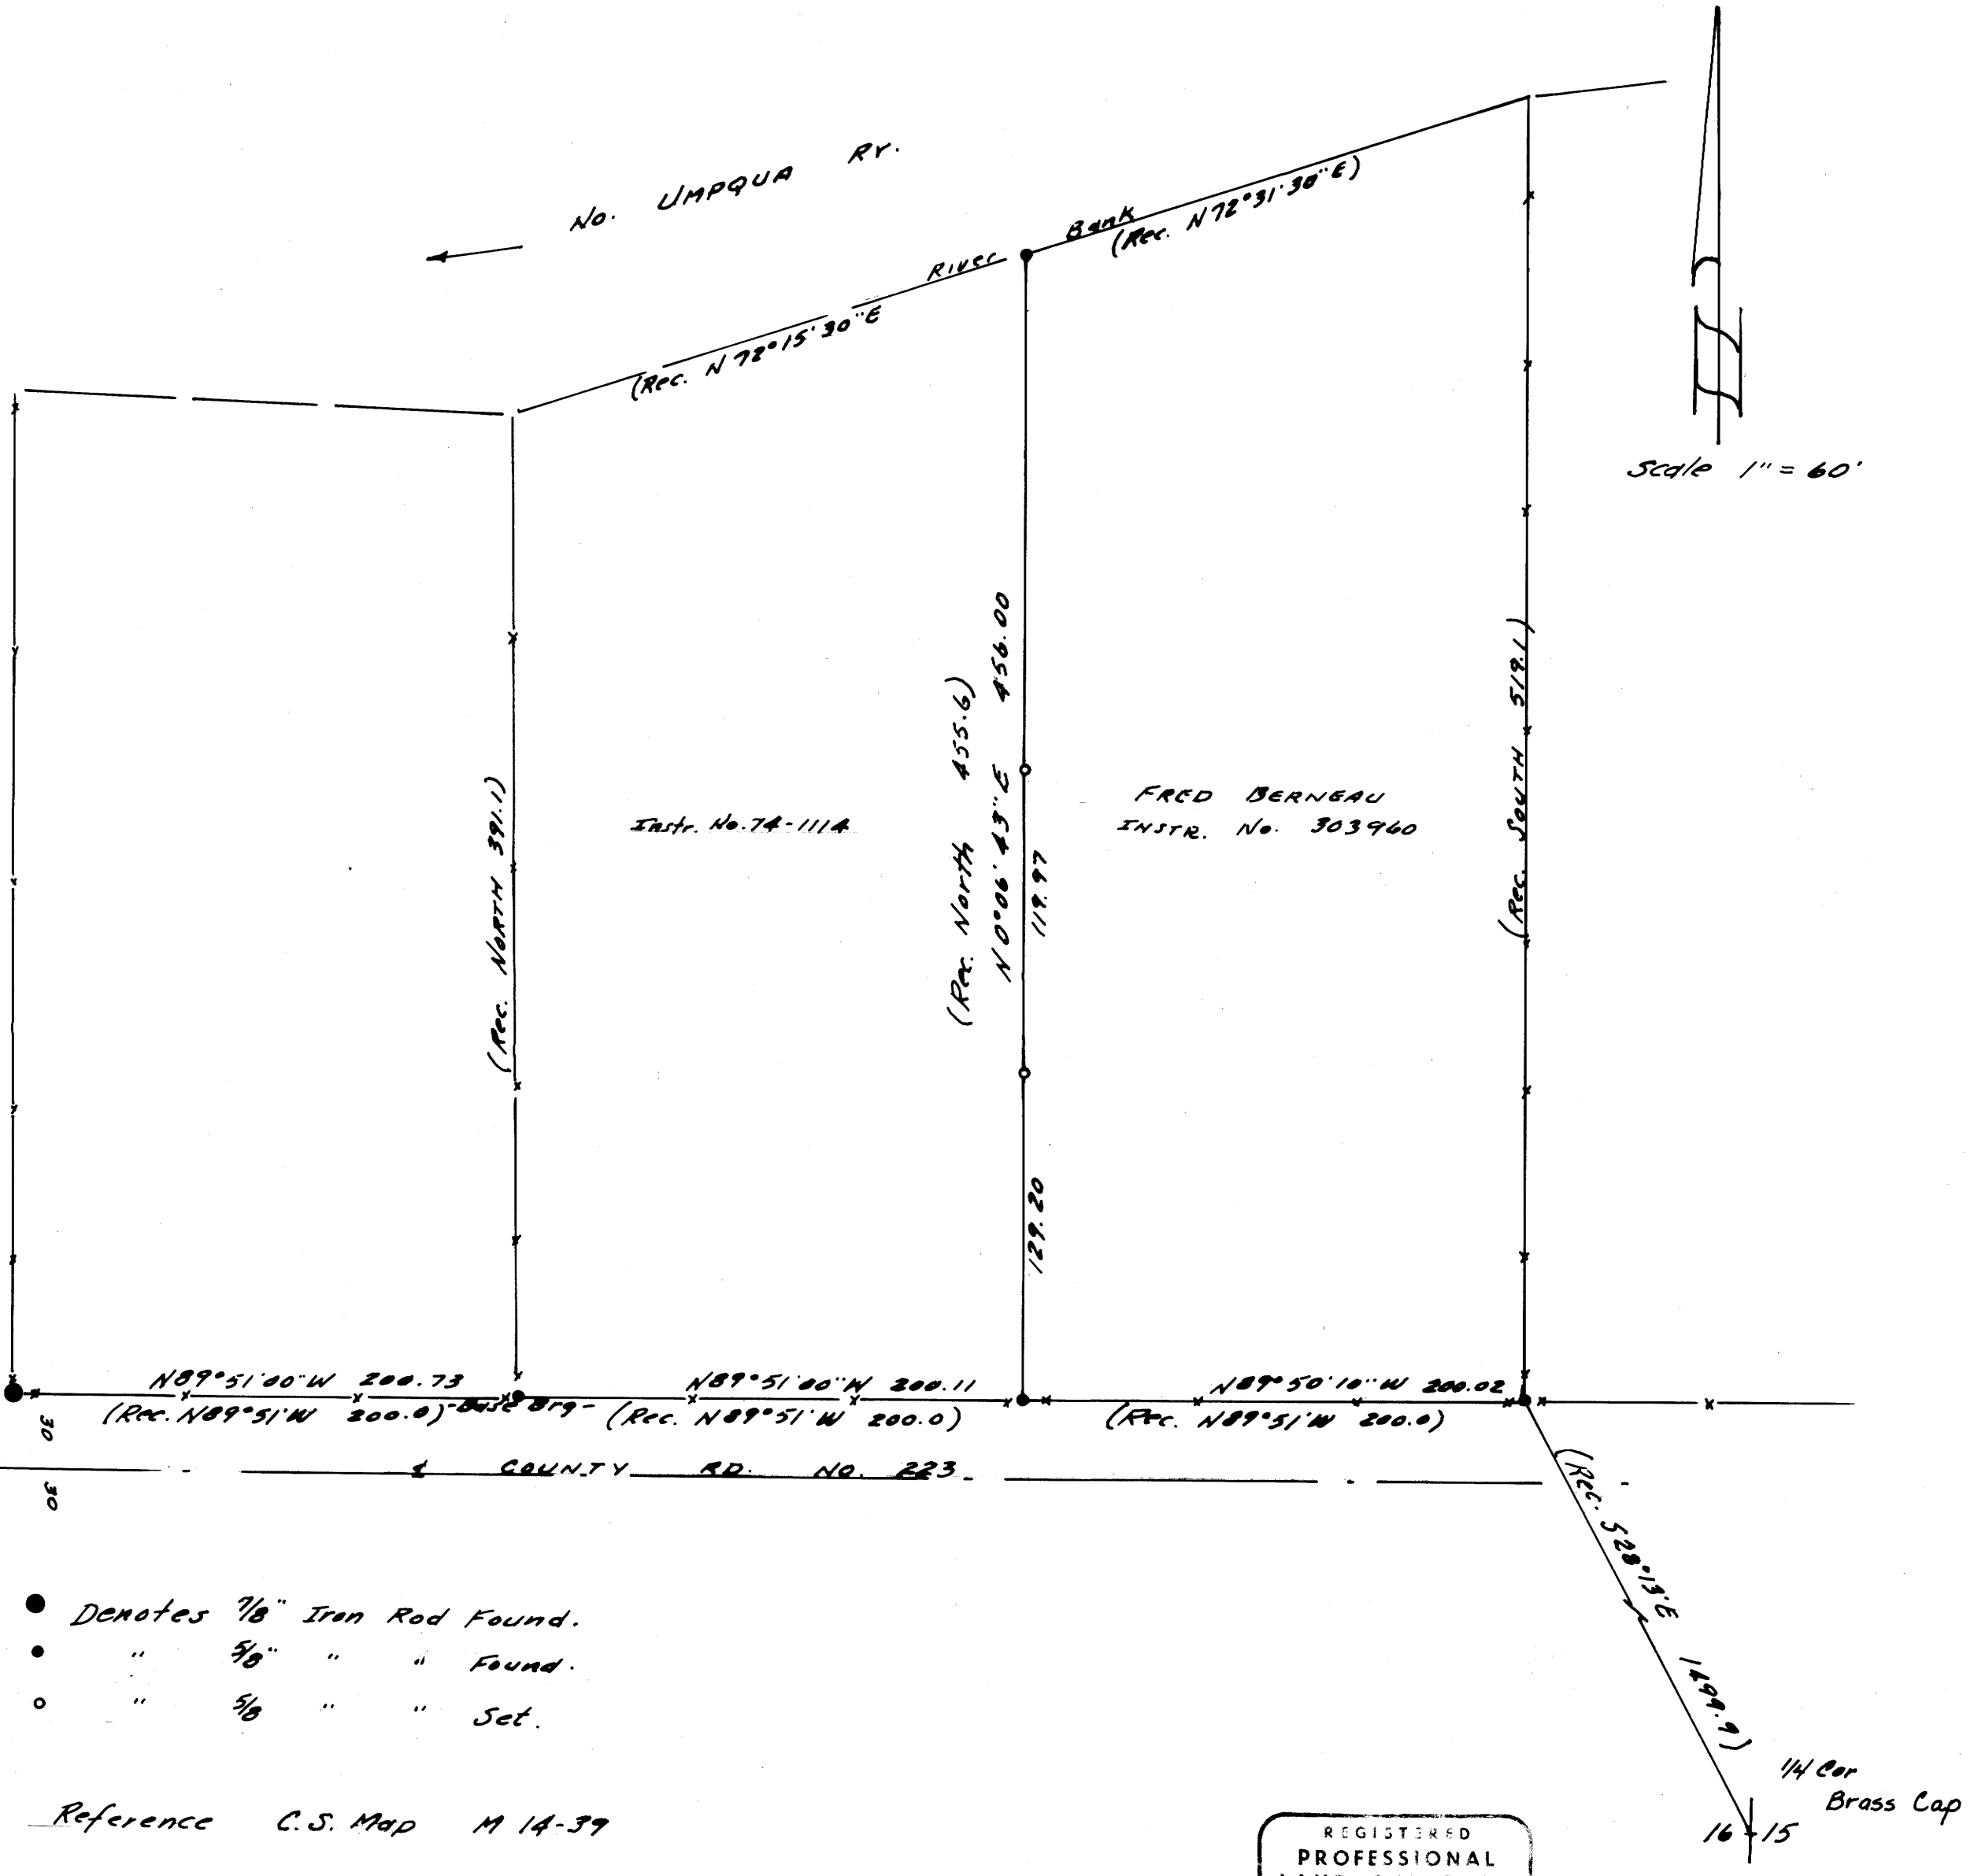 No. UMPQUA Rv.
River Bank
(Rec. N 72°31'30"E)
(Rec. N 72°15'30"E
Scale 1" = 60'
(Rec. NORTH 391.1)
Instr. No. 74-1114
(Rec. North 455.6)
N 0°06'43"E 456.00
119.97
129.20
FRED BERNEAU
INSTR. No. 303960
(Rec. SOUTH 519.1)
N89°51'00"W 200.73
(Rec. N89°51'W 200.0)
-Base Brg-
N89°51'00"W 200.11
(Rec. N89°51'W 200.0)
N89°50'10"W 200.02
(Rec. N89°51'W 200.0)
30
30
COUNTY RD. NO. 223
(Rec. S28°13'E 1499.9)
1/4 Cor
Brass Cap
16 15
Denotes 7/8" Iron Rod Found.
" 5/8" " " Found.
" 5/8 " " Set.
Reference C.S. Map M 14-39
REGISTERED
PROFESSIONAL